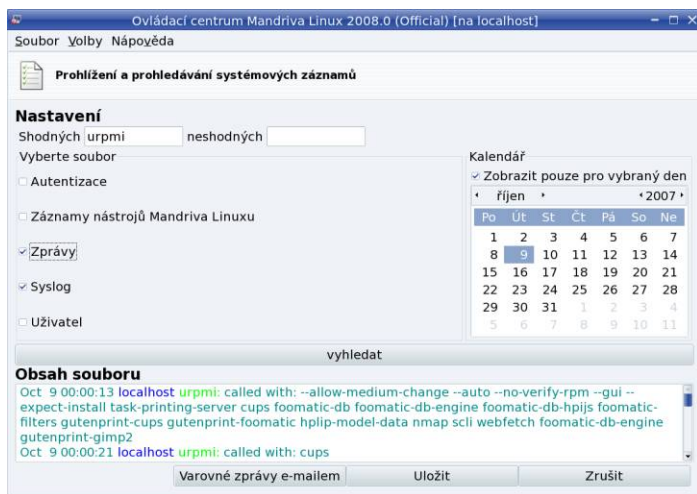 Ovládací centrum Mandriva Linux 2008.0 (Official) [na localhost]
Soubor Volby Nápověda
Prohlížení a prohledávání systémových záznamů
Nastavení
Shodných urpmi neshodných
Vyberte soubor
Autentizace
Záznamy nástrojů Mandriva Linuxu
Zprávy
Syslog
Uživatel
Kalendář
Zobrazit pouze pro vybraný den
říjen 2007
Po Út St Čt Pá So Ne
1 2 3 4 5 6 7
8 9 10 11 12 13 14
15 16 17 18 19 20 21
22 23 24 25 26 27 28
29 30 31 1 2 3 4
5 6 7 8 9 10 11
vyhledat
Obsah souboru
Oct 9 00:00:13 localhost urpmi: called with: --allow-medium-change --auto --no-verify-rpm --gui --
expect-install task-printing-server cups foomatic-db foomatic-db-engine foomatic-db-hpijs foomatic-
filters gutenprint-cups gutenprint-foomatic hplip-model-data nmap scli webfetch foomatic-db-engine
gutenprint-gimp2
Oct 9 00:00:21 localhost urpmi: called with: cups
Varovné zprávy e-mailem Uložit Zrušit